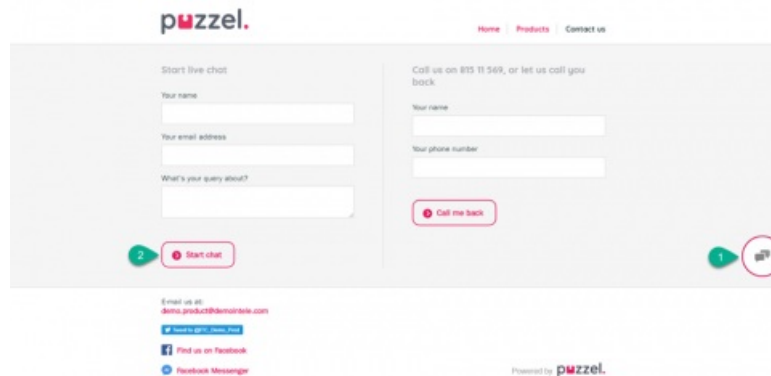 puzzel.
Home Products Contact us
Start live chat
Your name
Your email address
What's your query about?
2 Start chat
Call us on 815 11 569, or let us call you
back
Your name
Your phone number
Call me back
1
E-mail us at:
demo.product@demointele.com
Find us on Facebook
Facebook Messenger
Powered by puzzel.